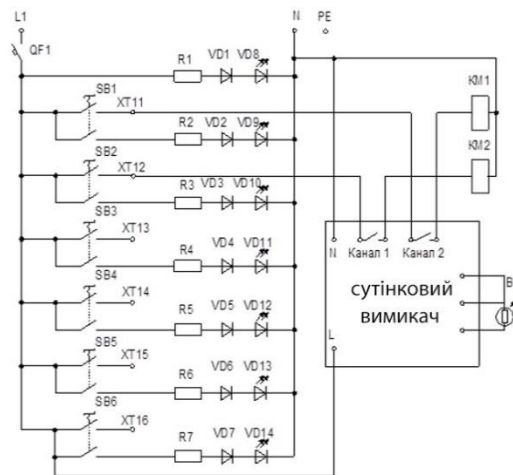 L1 N PE
QF1
R1 VD1 VD8
SB1
XT11
KM1
R2 VD2 VD9
SB2
XT12
KM2
R3 VD3 VD10
SB3
XT13
R4 VD4 VD11
N Канал 1 Канал 2
SB4
XT14
сутінковий
вимикач
B
R5 VD5 VD12
SB5
XT15
L
R6 VD6 VD13
SB6
XT16
R7 VD7 VD14